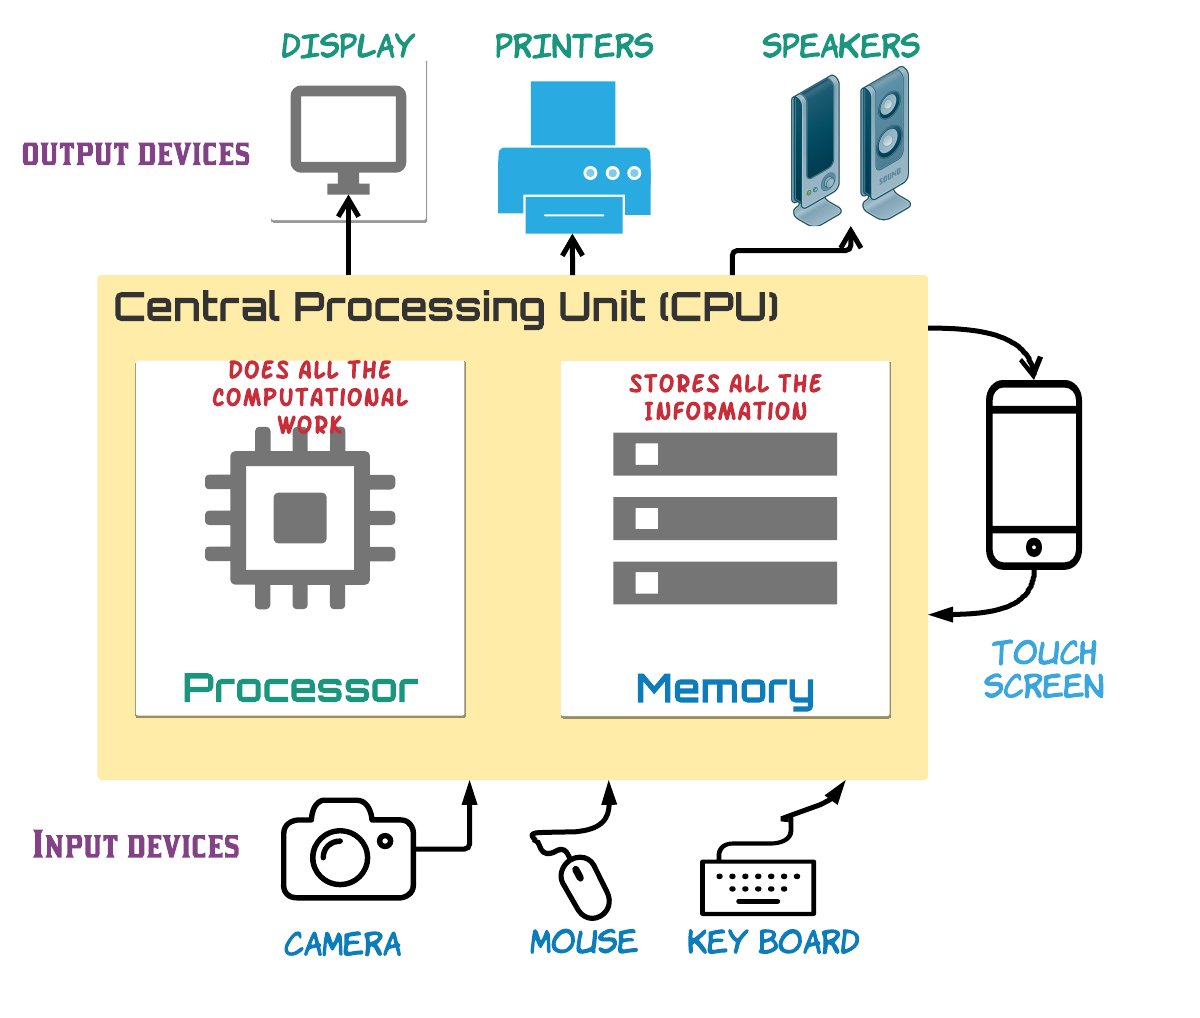 DISPLAY
PRINTERS
SPEAKERS
OUTPUT DEVICES
SOUND
Central Processing Unit (CPU)
DOES ALL THE
COMPUTATIONAL
WORK
STORES ALL THE
INFORMATION
Processor
Memory
TOUCH
SCREEN
INPUT DEVICES
CAMERA
MOUSE
KEY BOARD